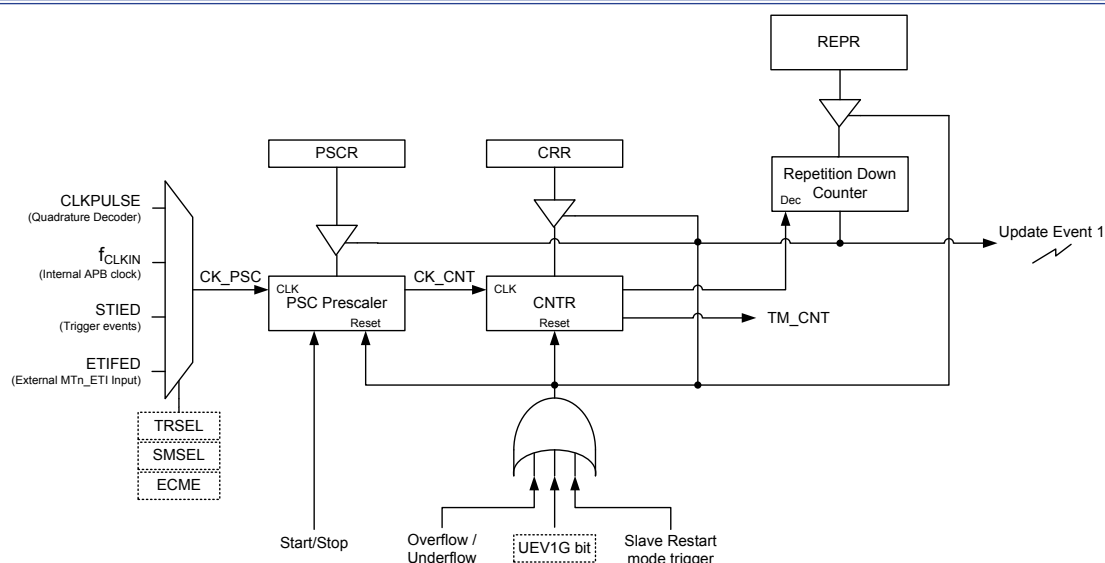 REPR
PSCR
CRR
Repetition Down
Counter
Dec
CLKPULSE
(Quadrature Decoder)
fCLKIN
(Internal APB clock)
STIED
(Trigger events)
ETIFED
(External MTn_ETI Input)
CK_PSC
CLK
PSC Prescaler
Reset
CK_CNT
CLK
CNTR
Reset
Update Event 1
TM_CNT
TRSEL
SMSEL
ECME
Start/Stop
Overflow /
Underflow
UEV1G bit
Slave Restart
mode trigger